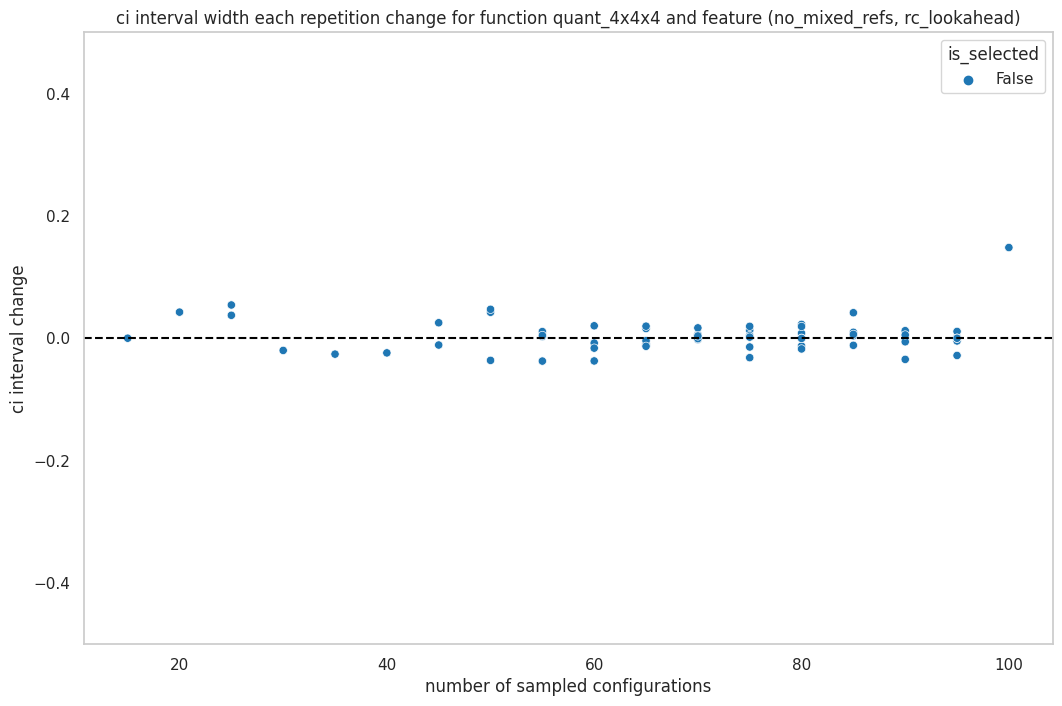 ci interval width each repetition change for function quant_4x4x4 and feature (no_mixed_refs, rc_lookahead)
is_selected
False
ci interval change
0.4
0.2
0.0
−0.2
−0.4
20 40 60 80 100
number of sampled configurations